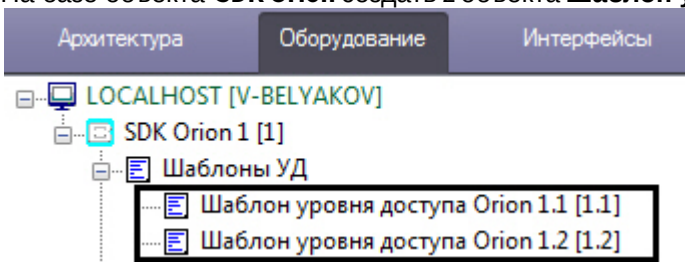 На базе объекта SDK Orion создать 2 объекта Шаблон у
Архитектура Оборудование Интерфейсы
LOCALHOST [V-BELYAKOV]
SDK Orion 1 [1]
Шаблоны УД
Шаблон уровня доступа Orion 1.1 [1.1]
Шаблон уровня доступа Orion 1.2 [1.2]